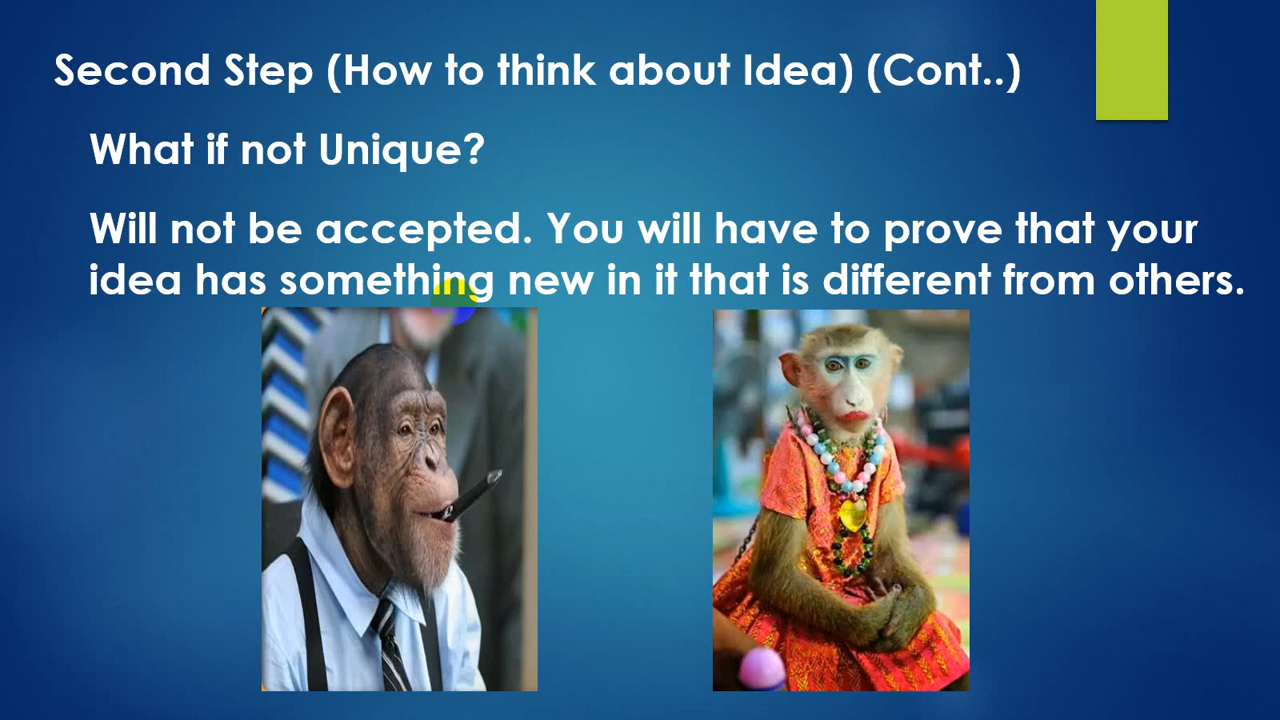 Second Step (How to think about Idea) (Cont..)
What if not Unique?
Will not be accepted. You will have to prove that your
idea has something new in it that is different from others.